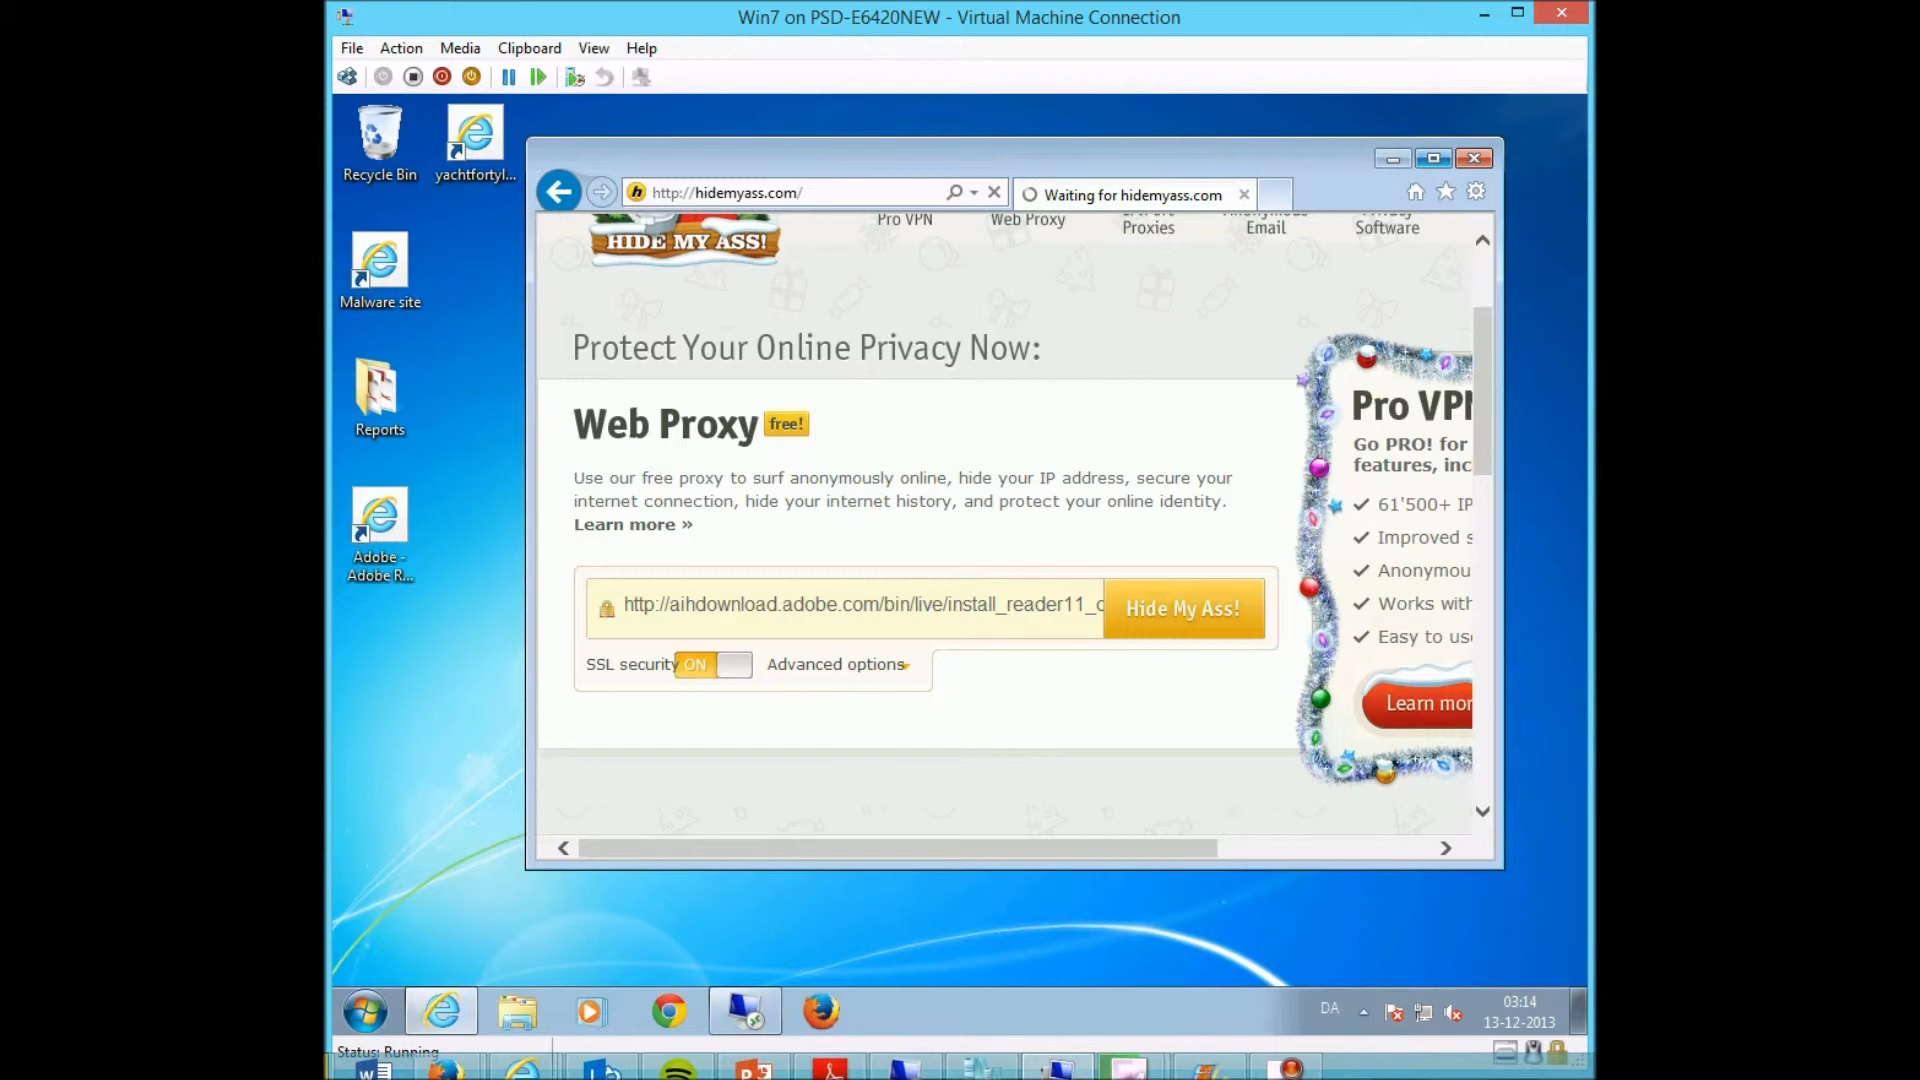 Win7 on PSD-E6420NEW - Virtual Machine Connection
File Action Media Clipboard View Help
Recycle Bin
yachtfortyl...
Malware site
Reports
Adobe -
Adobe R...
http://hidemyass.com/
Waiting for hidemyass.com
HIDE MY ASS!
Pro VPN
Web Proxy
Proxies
Email
Privacy
Software
Protect Your Online Privacy Now:
Web Proxy free!
Use our free proxy to surf anonymously online, hide your IP address, secure your
internet connection, hide your internet history, and protect your online identity.
Learn more »
http://aihdownload.adobe.com/bin/live/install_reader11_
Hide My Ass!
SSL security ON Advanced options
Pro VP
Go PRO! for
features, inc
61'500+ IP
Improved s
Anonymou
Works with
Easy to use
Learn mor
DA
03:14
13-12-2013
Status: Running